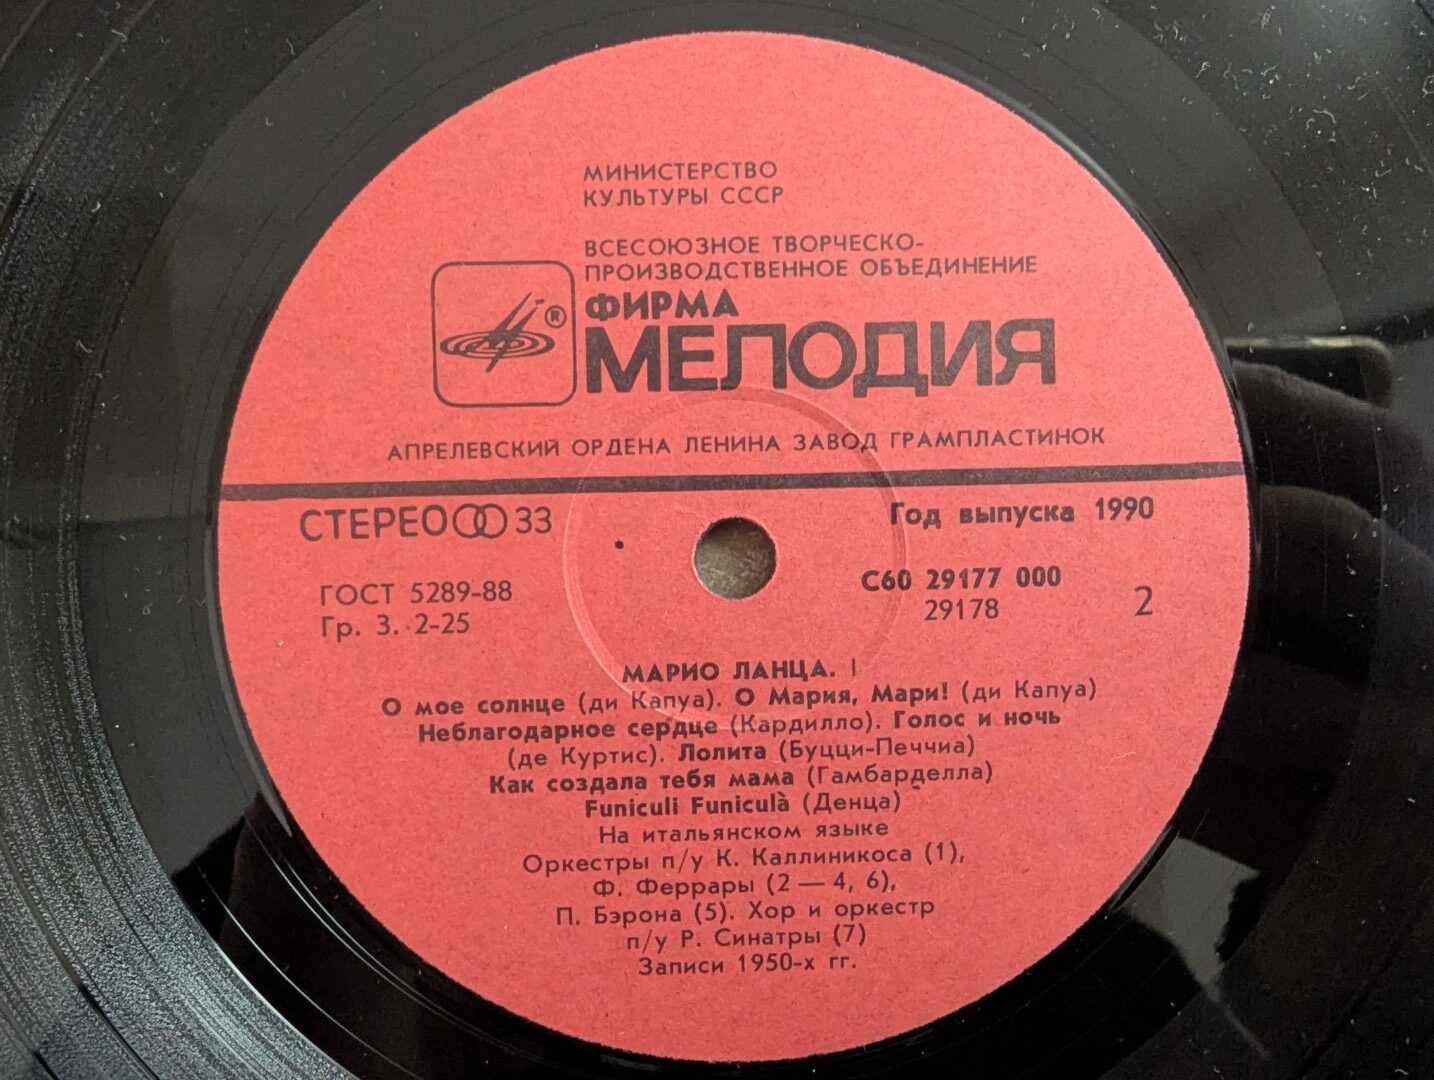 МИНИСТЕРСТВО
КУЛЬТУРЫ СССР
ВСЕСОЮЗНОЕ ТВОРЧЕСКО-
ПРОИЗВОДСТВЕННОЕ ОБЪЕДИНЕНИЕ
ФИРМА
®
МЕЛОДИЯ
АПРЕЛЕВСКИЙ ОРДЕНА ЛЕНИНА ЗАВОД ГРАМПЛАСТИНОК
СТЕРЕО 33
Год выпуска 1990
ГОСТ 5289-88
Гр. 3. 2-25
С60 29177 000
29178
2
МАРИО ЛАНЦА. I
О мое солнце (ди Капуа). О Мария, Мари! (ди Капуа)
Неблагодарное сердце (Кардилло). Голос и ночь
(де Куртис). Лолита (Буцци-Печчиа)
Как создала тебя мама (Гамбарделла)
Funiculi Funiculà (Денца)
На итальянском языке
Оркестры п/у К. Каллиникоса (1),
Ф. Феррары (2 — 4, 6),
П. Бэрона (5). Хор и оркестр
п/у Р. Синатры (7)
Записи 1950-х гг.